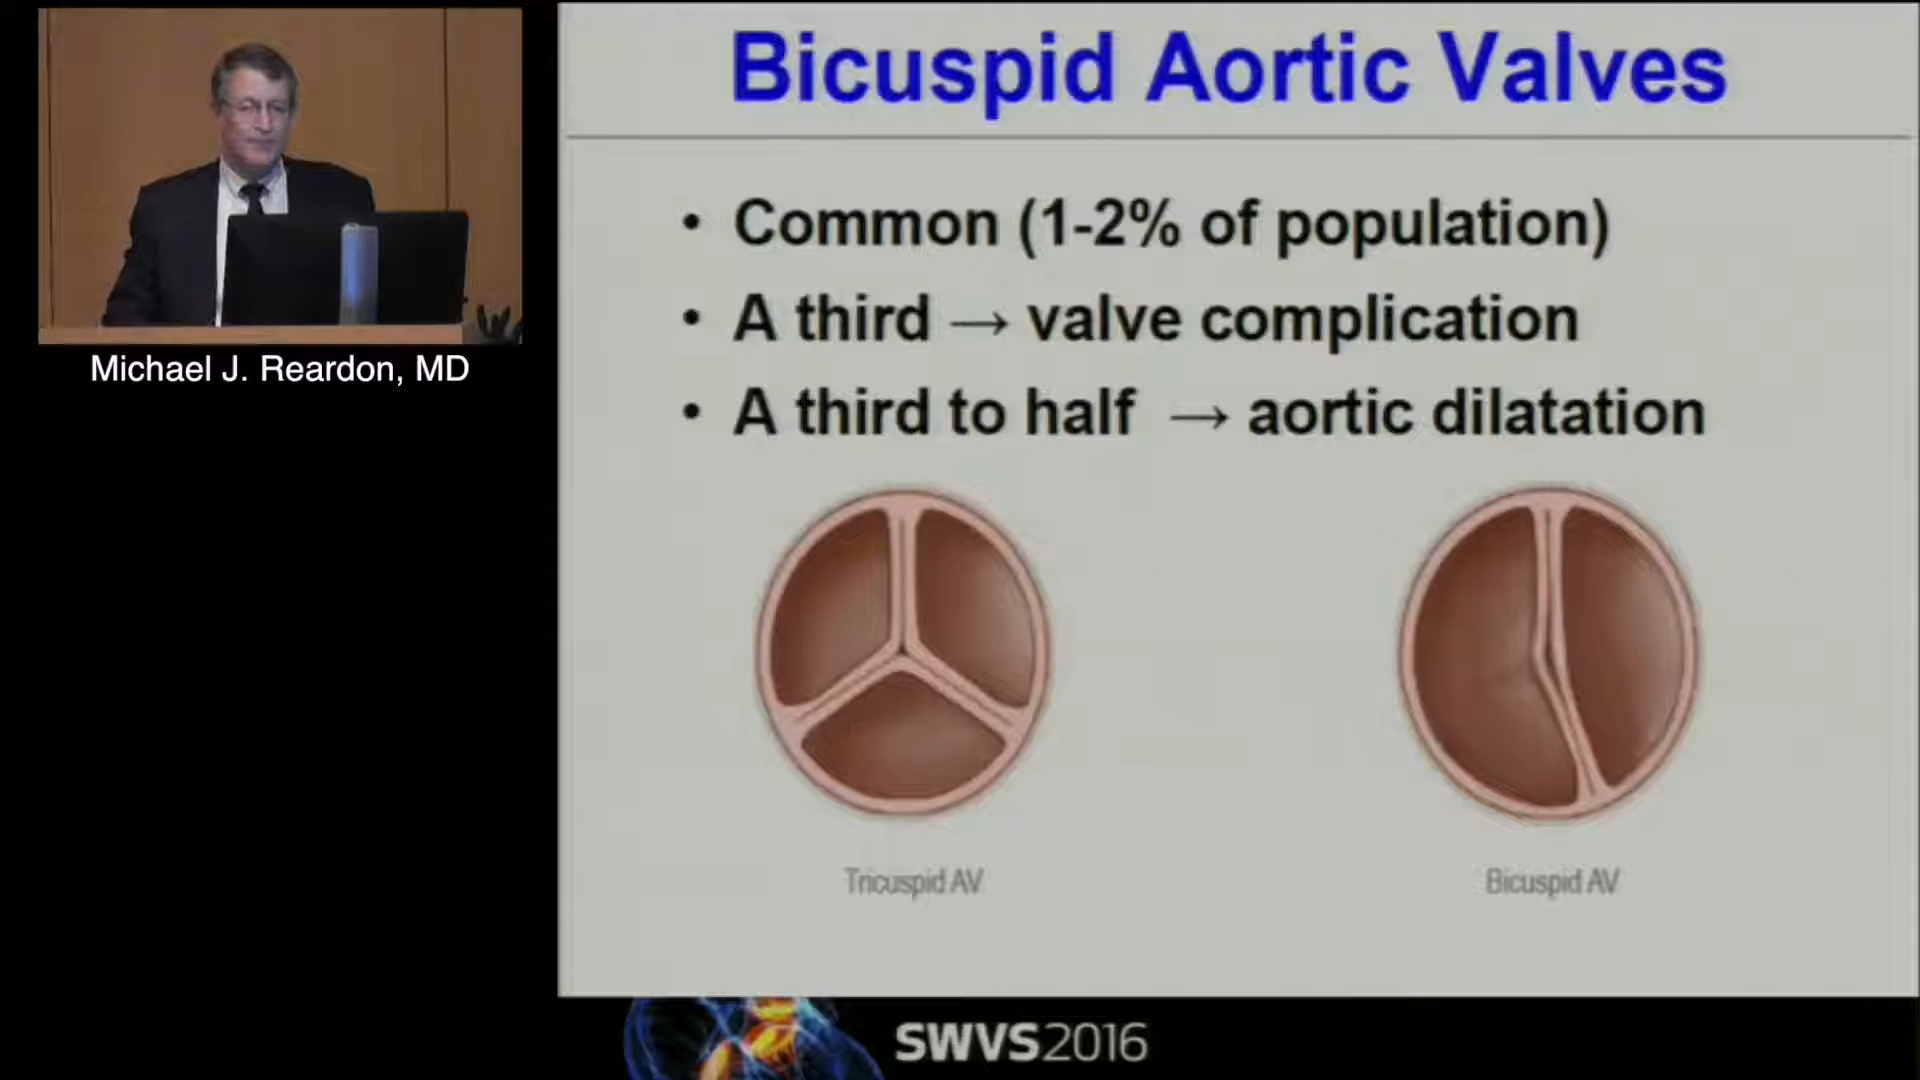 Bicuspid Aortic Valves
• Common (1-2% of population)
• A third → valve complication
• A third to half → aortic dilatation
Michael J. Reardon, MD
Tricuspid AV
Bicuspid AV
SWVS2016